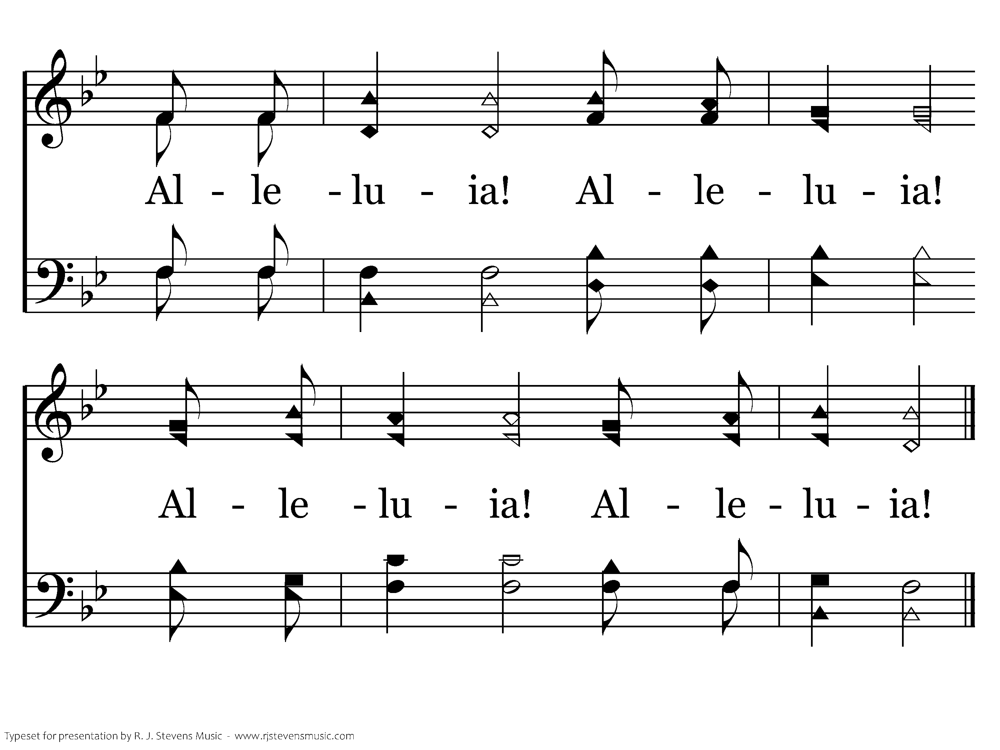 Al - le - lu - ia! Al - le - lu - ia!
Al - le - lu - ia! Al - le - lu - ia!
Typeset for presentation by R. J. Stevens Music - www.rjstevensmusic.com